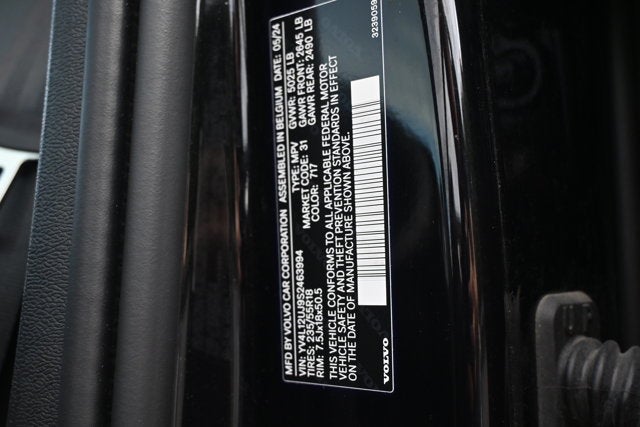 MFD BY VOLVO CAR CORPORATION ASSEMBLED IN BELGIUM DATE: 05/24
GVWR: 5025 LB
VIN: YV4L12UJ9S2463994 TYPE: MPV GAWR FRONT: 2645 LB
TIRES: 235/55R18 MARKET CODE: 31 GAWR REAR: 2490 LB
RIM: 7.5Jx18x50.5 COLOR: 717
THIS VEHICLE CONFORMS TO ALL APPLICABLE FEDERAL MOTOR
VEHICLE SAFETY AND THEFT PREVENTION STANDARDS IN EFFECT
ON THE DATE OF MANUFACTURE SHOWN ABOVE.
VOLVO